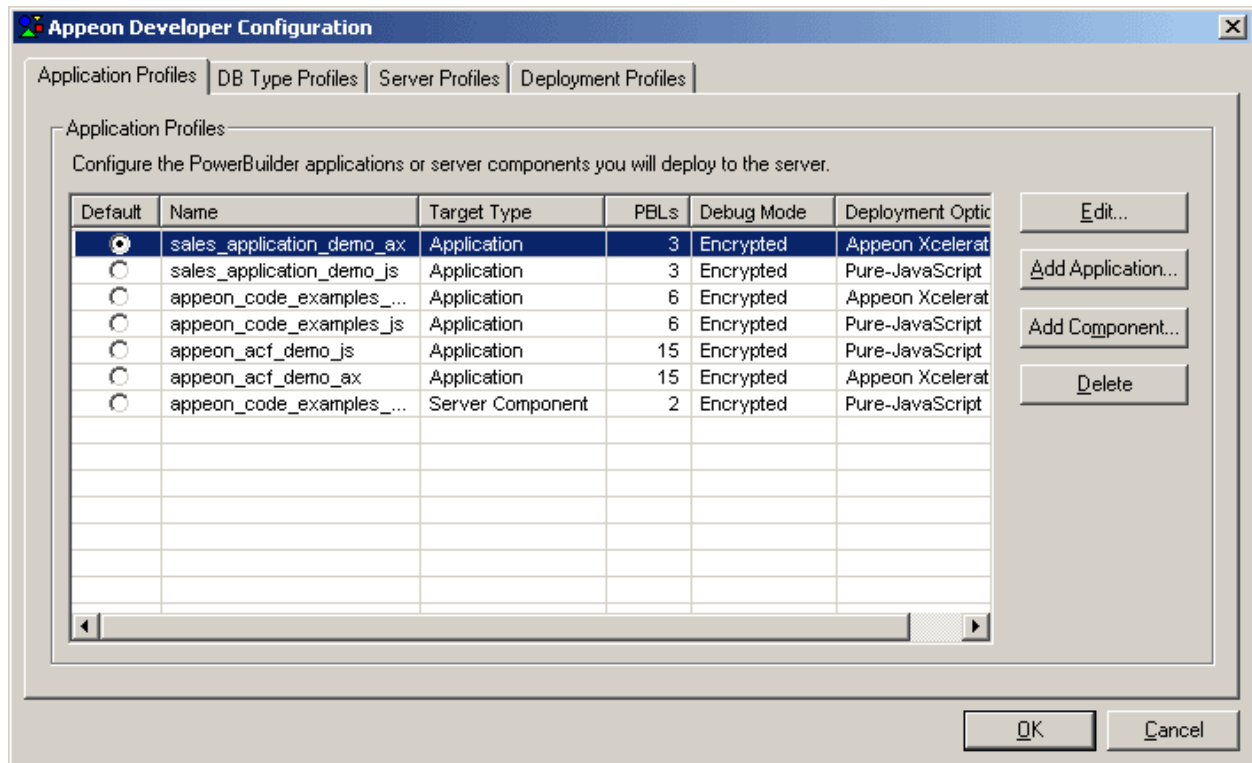 Appeon Developer Configuration
Application Profiles DB Type Profiles Server Profiles Deployment Profiles
Application Profiles
Configure the PowerBuilder applications or server components you will deploy to the server.
Default Name Target Type PBLs Debug Mode Deployment Optic
sales_application_demo_ax Application 3 Encrypted Appeon Xcelerat
sales_application_demo_js Application 3 Encrypted Pure-JavaScript
appeon_code_examples_... Application 6 Encrypted Appeon Xcelerat
appeon_code_examples_js Application 6 Encrypted Pure-JavaScript
appeon_acf_demo_js Application 15 Encrypted Pure-JavaScript
appeon_acf_demo_ax Application 15 Encrypted Appeon Xcelerat
appeon_code_examples_... Server Component 2 Encrypted Pure-JavaScript
Edit...
Add Application...
Add Component...
Delete
OK Cancel